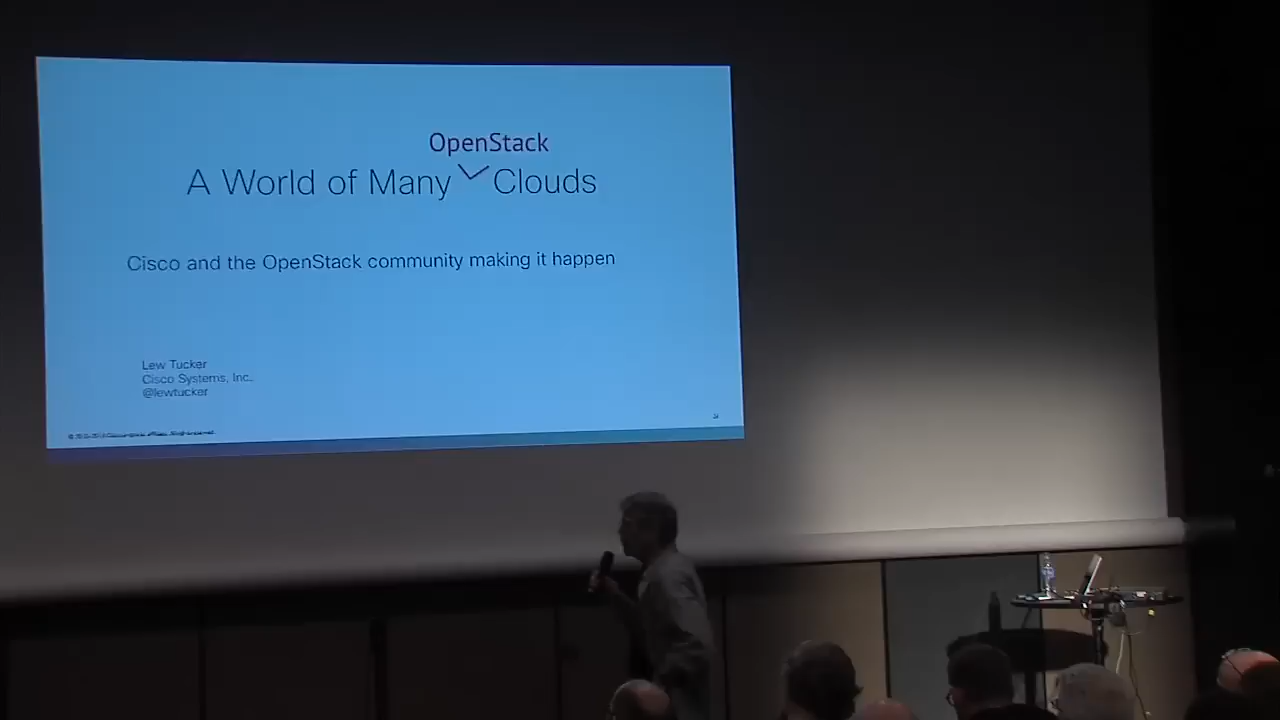 OpenStack
A World of Many Clouds
Cisco and the OpenStack community making it happen
Lew Tucker
Cisco Systems, Inc.
@lewtucker